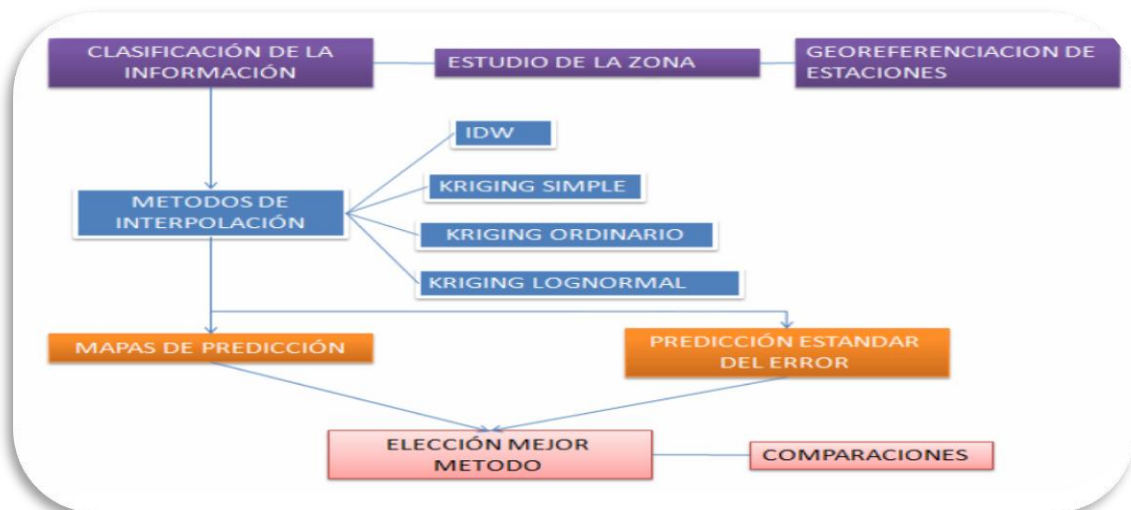 CLASIFICACIÓN DE LA
INFORMACIÓN
ESTUDIO DE LA ZONA
GEOREFERENCIACION DE
ESTACIONES
IDW
KRIGING SIMPLE
METODOS DE
INTERPOLACIÓN
KRIGING ORDINARIO
KRIGING LOGNORMAL
MAPAS DE PREDICCIÓN
PREDICCIÓN ESTANDAR
DEL ERROR
ELECCIÓN MEJOR
METODO
COMPARACIONES